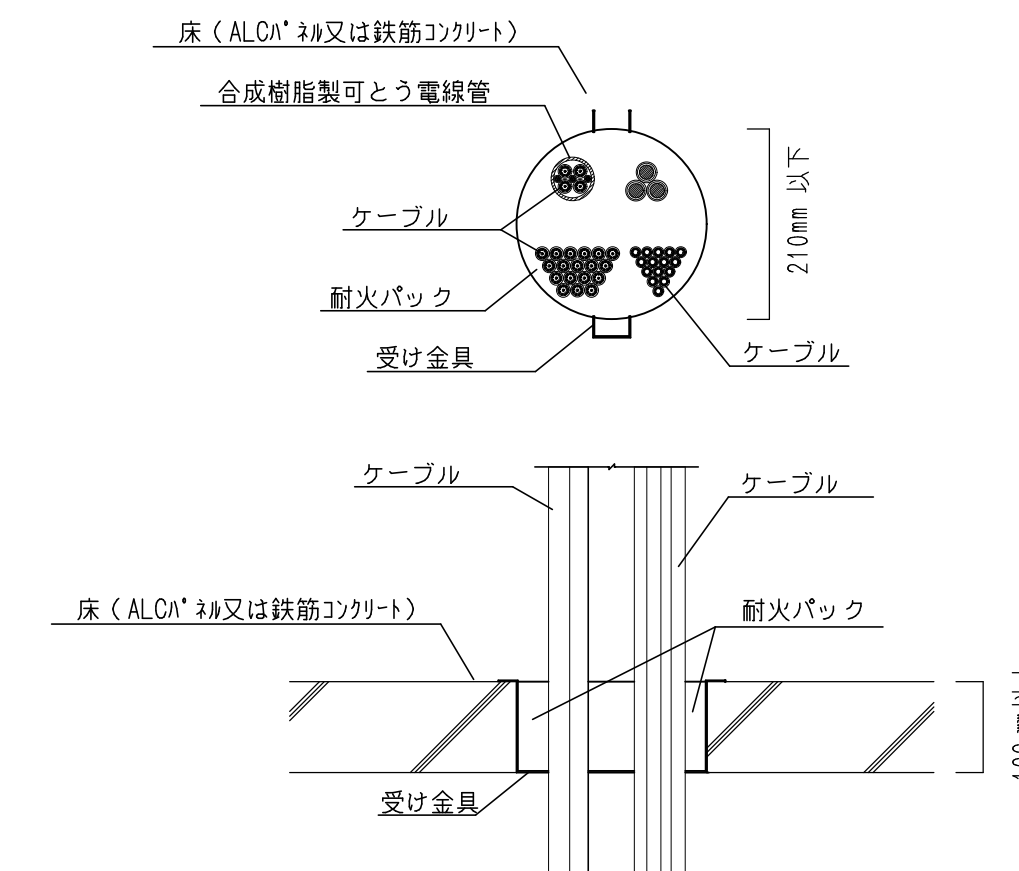 床（ALCパネル又は鉄筋コンクリート）
合成樹脂製可とう電線管
ケーブル
耐火パック
受け金具
ケーブル
210mm 以下
ケーブル
ケーブル
床（ALCパネル又は鉄筋コンクリート）
耐火パック
受け金具